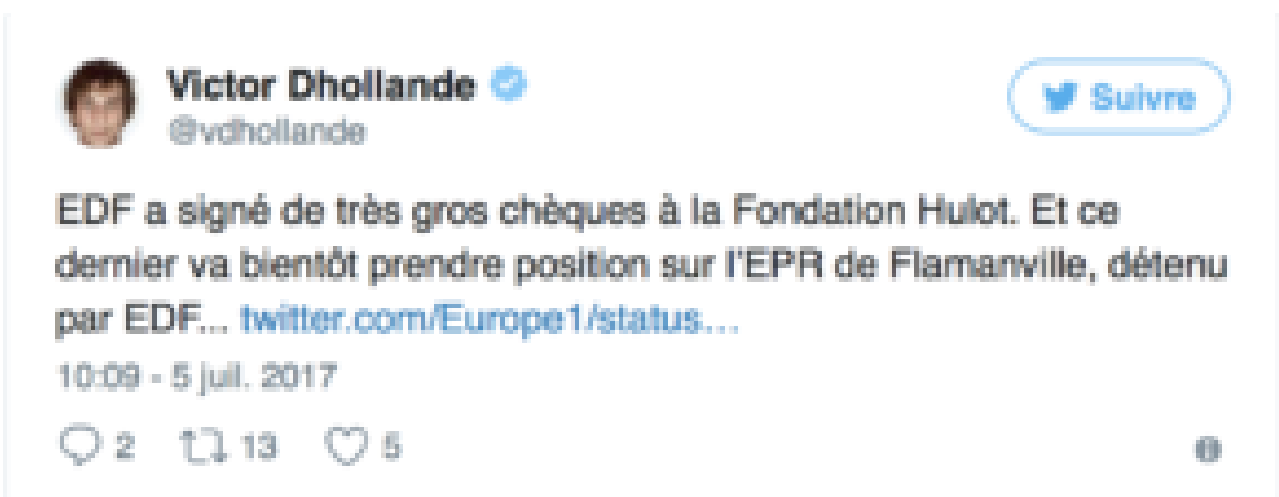 Victor Dhollande
@vdhollande
Suivre
EDF a signé de très gros chèques à la Fondation Hulot. Et ce
dernier va bientôt prendre position sur l'EPR de Flamanville, détenu
par EDF... twitter.com/Europe1/status…
10:09 - 5 juil. 2017
2 13 5